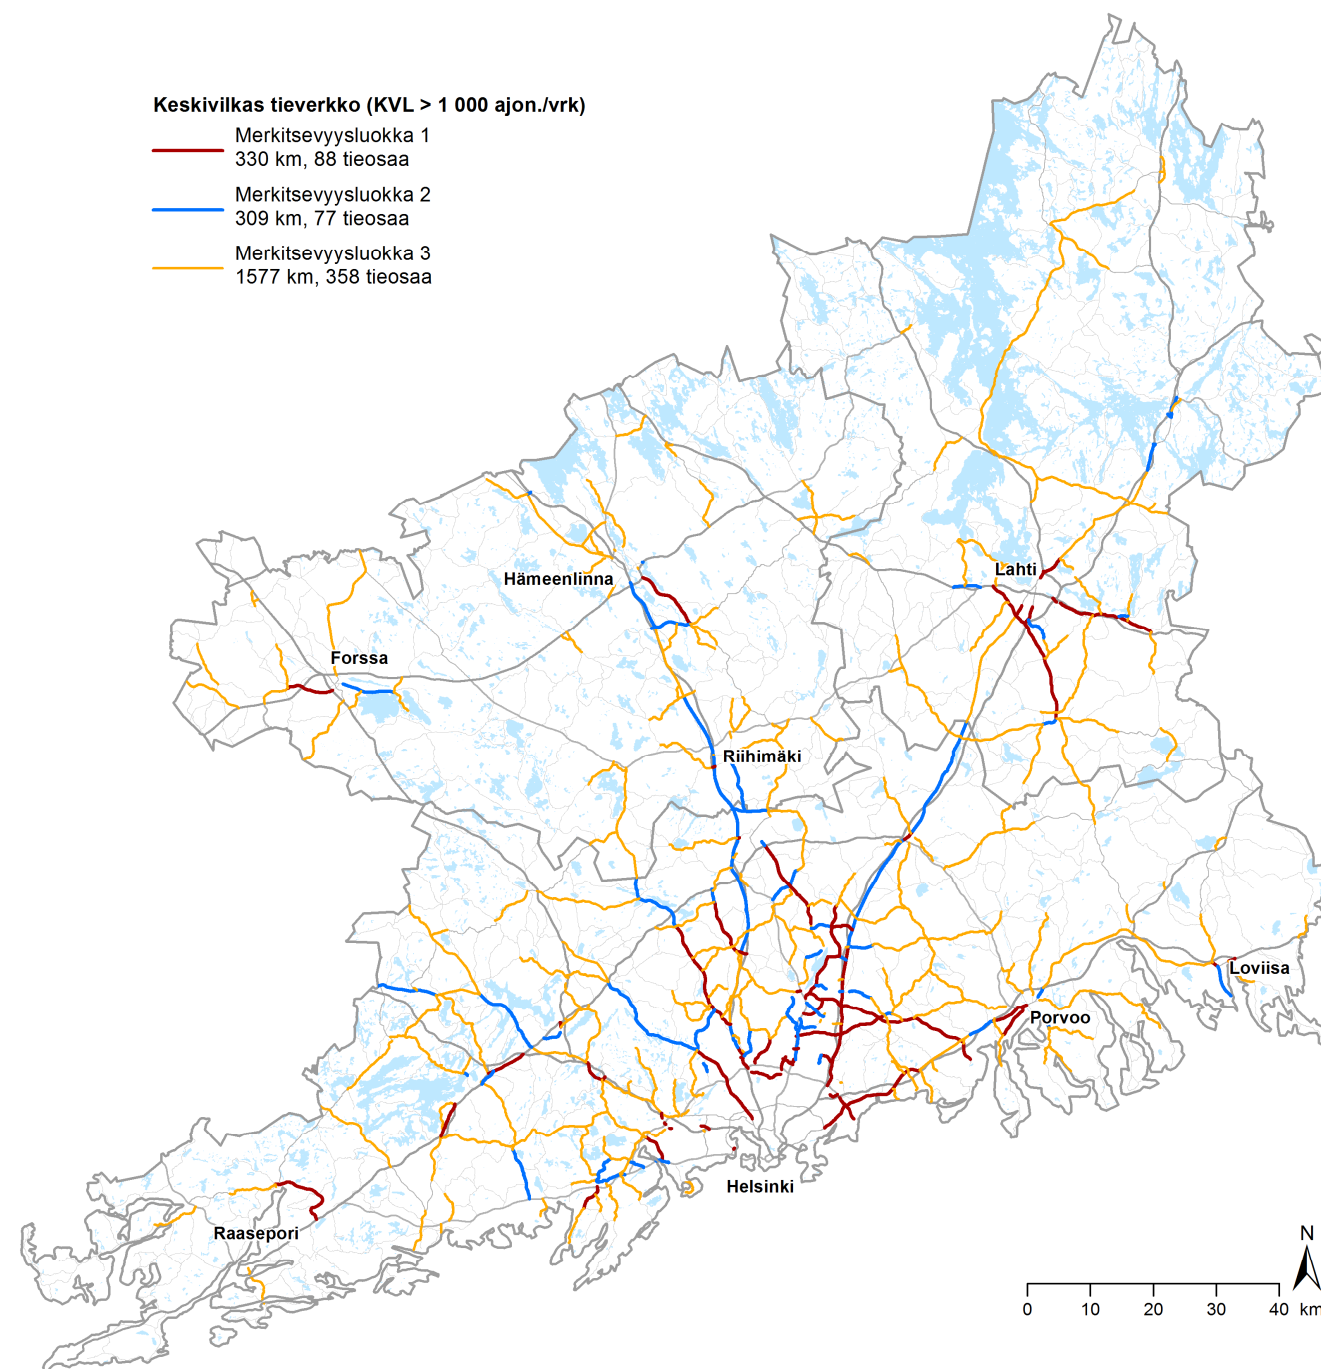 Keskivilkas tieverkko (KVL > 1 000 ajon./vrk)
Merkitsevyysluokka 1
330 km, 88 tieosaa
Merkitsevyysluokka 2
309 km, 77 tieosaa
Merkitsevyysluokka 3
1577 km, 358 tieosaa
Hämeenlinna
Lahti
Forssa
Riihimäki
Loviisa
Porvoo
Helsinki
Raasepori
N
0 10 20 30 40 km